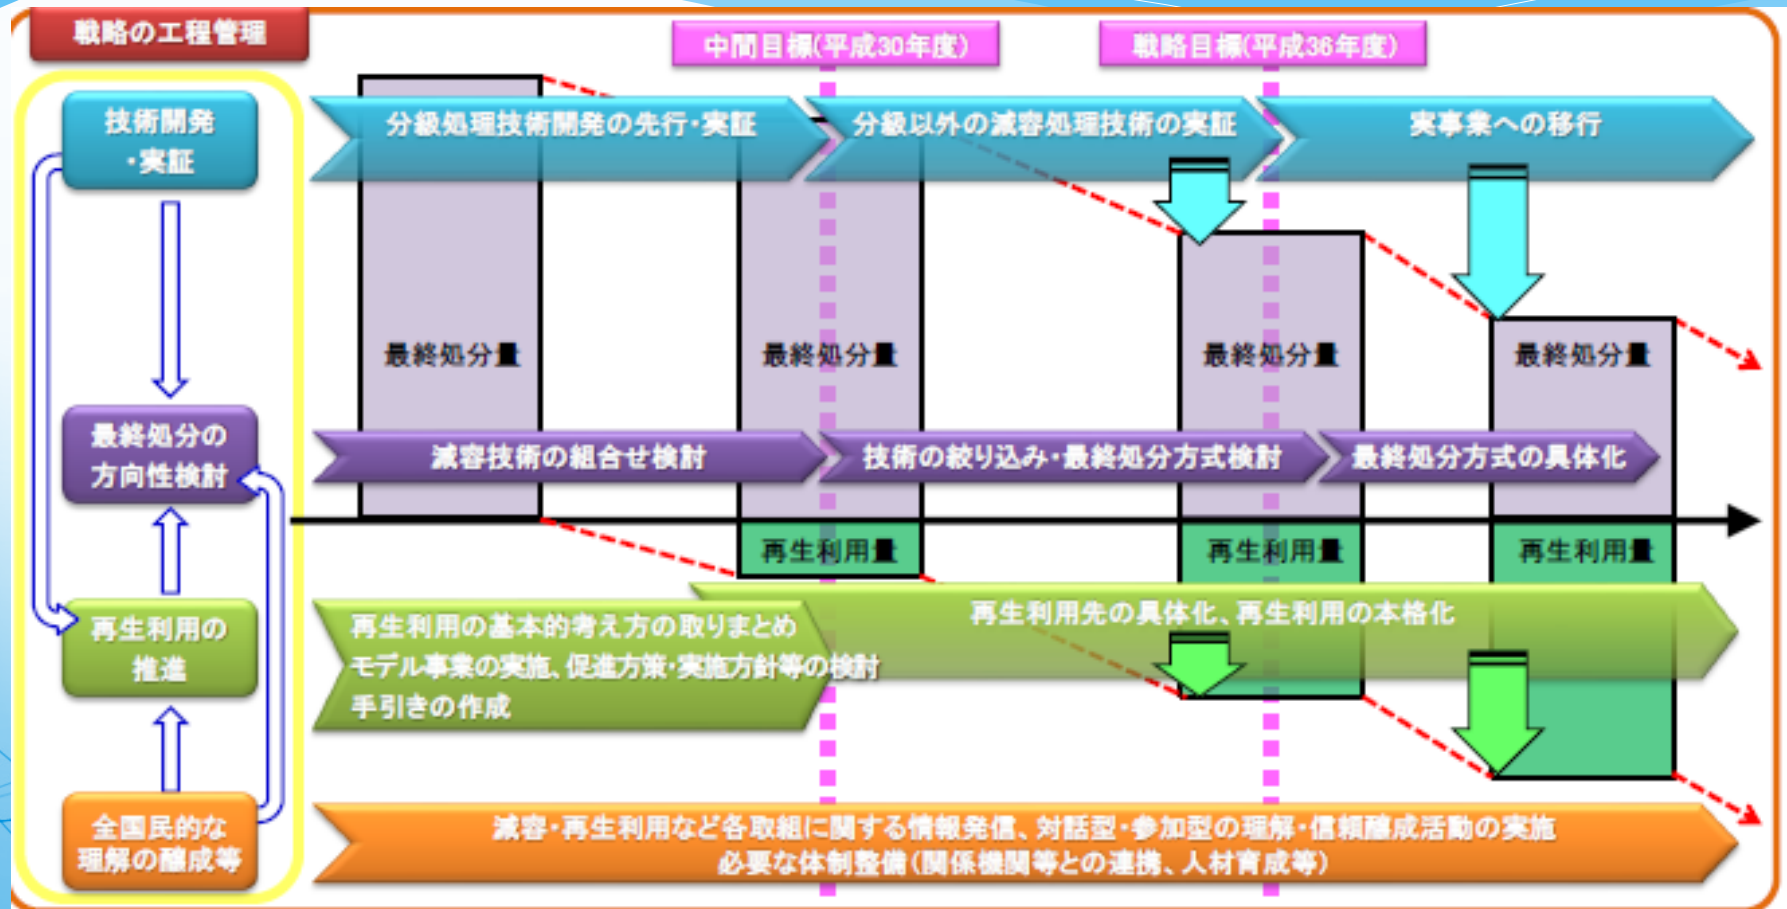 戦略の工程管理
中間目標(平成30年度)
戦略目標(平成36年度)
技術開発
・実証
分級処理技術開発の先行・実証
分級以外の減容処理技術の実証
実事業への移行
最終処分量
最終処分量
最終処分量
最終処分量
最終処分の
方向性検討
減容技術の組合せ検討
技術の絞り込み・最終処分方式検討
最終処分方式の具体化
再生利用量
再生利用量
再生利用量
再生利用の
推進
再生利用の基本的考え方の取りまとめ
モデル事業の実施、促進方策・実施方針等の検討
手引きの作成
再生利用先の具体化、再生利用の本格化
全国民的な
理解の醸成等
減容・再生利用など各取組に関する情報発信、対話型・参加型の理解・信頼醸成活動の実施
必要な体制整備(関係機関等との連携、人材育成等)